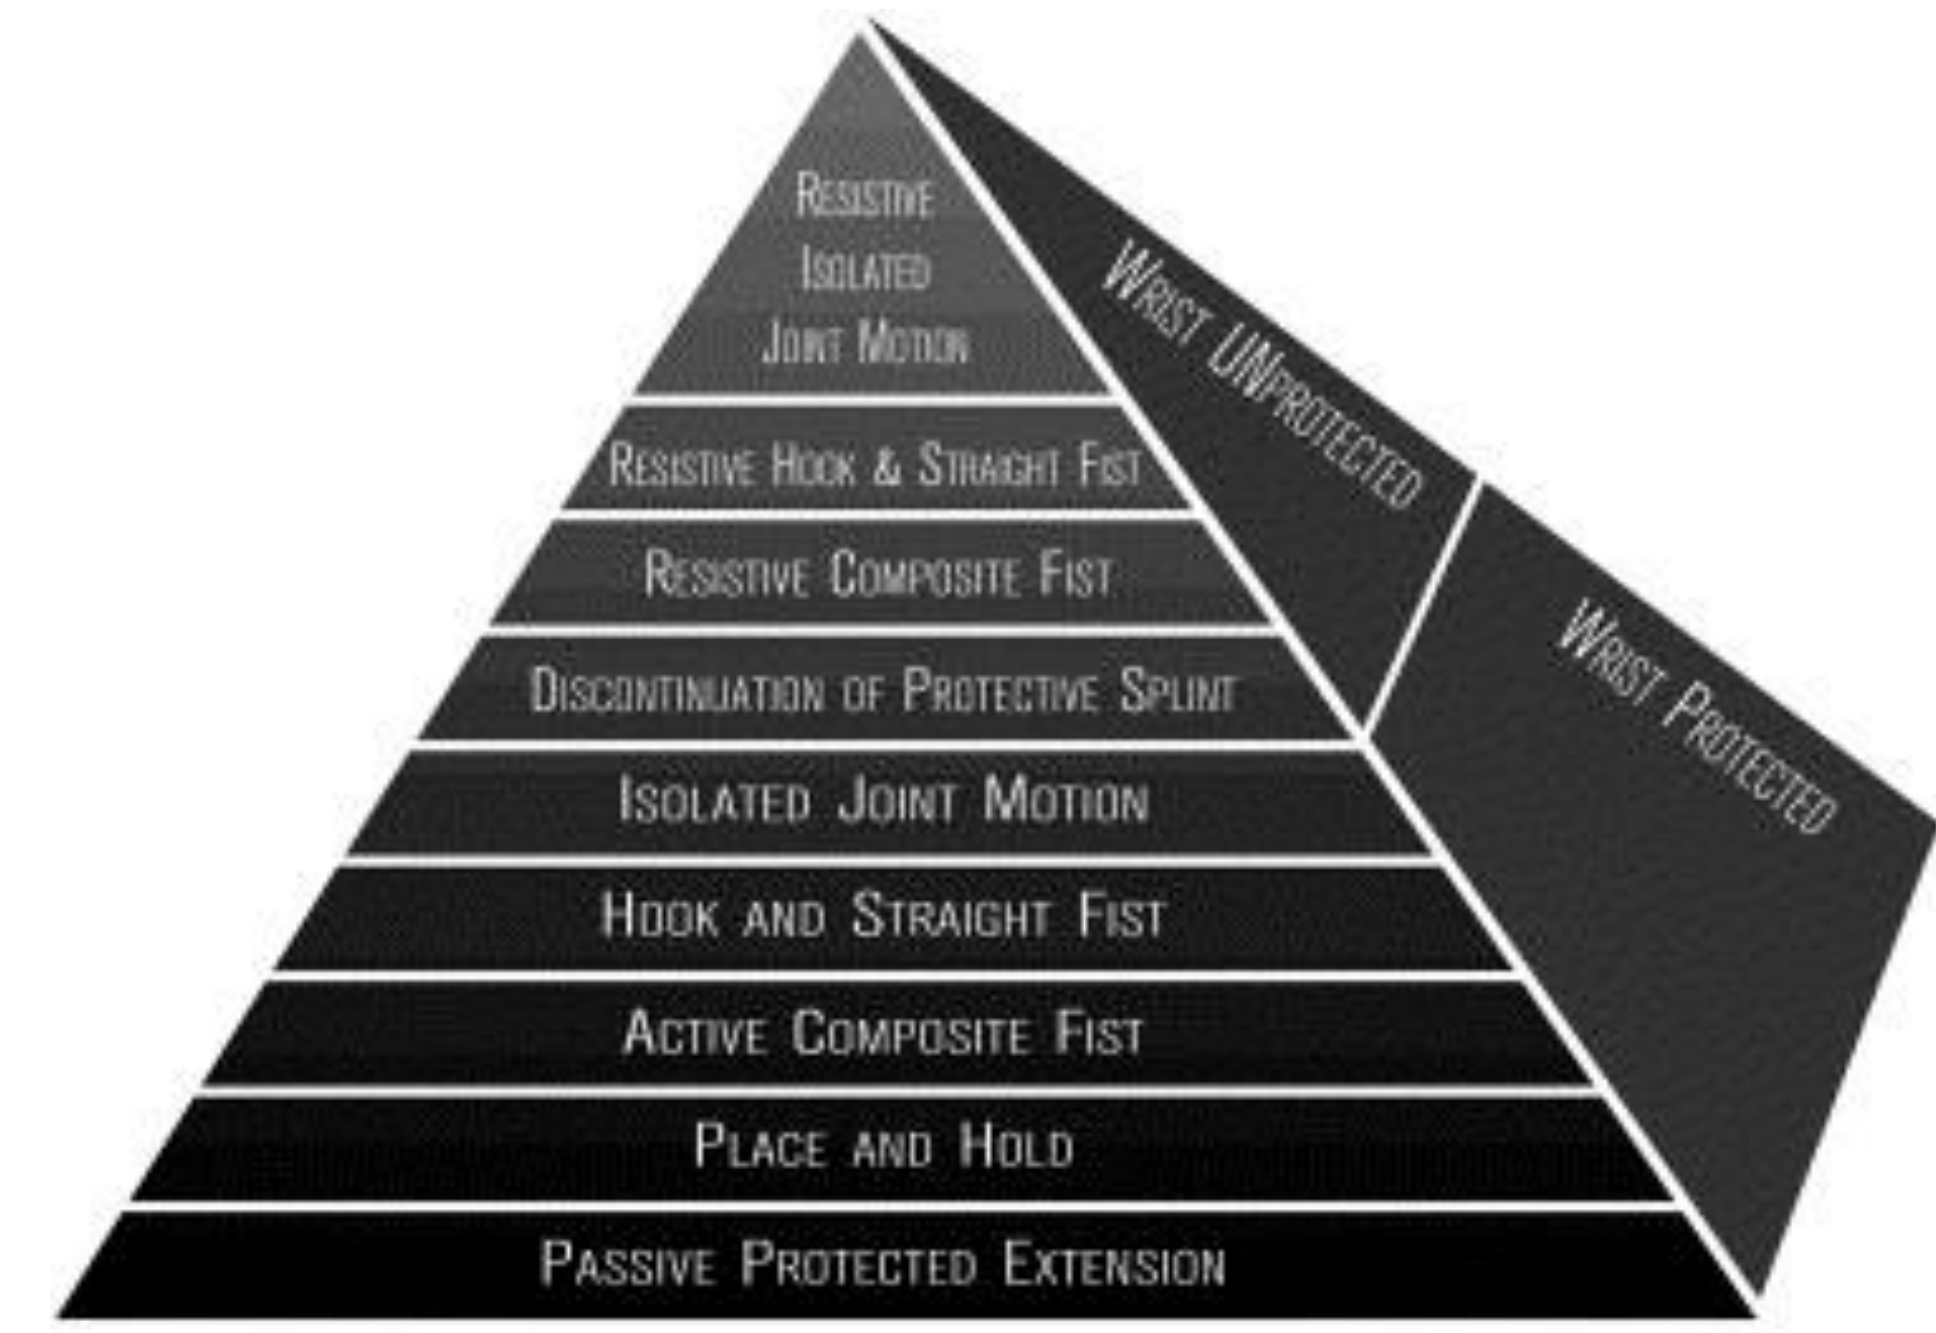 Resistive
Isolated
Joint Motion
Resistive Hook & Straight Fist
Resistive Composite Fist
Discontinuation of Protective Splint
Isolated Joint Motion
Hook and Straight Fist
Active Composite Fist
Place and Hold
Passive Protected Extension
Wrist UNprotected
Wrist Protected